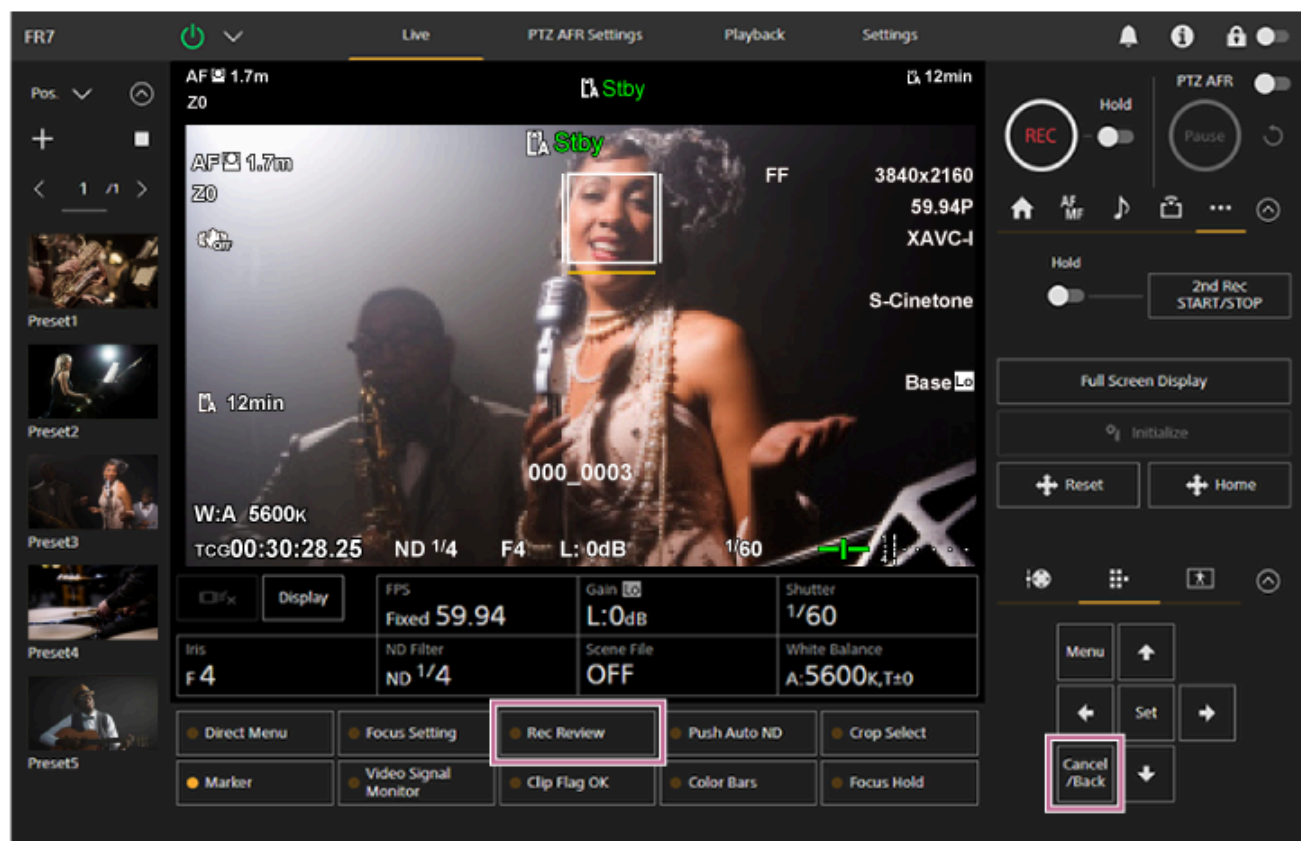 FR7
Live
PTZ AFR Settings
Playback
Settings
Pos.
1 /1
Preset1
Preset2
Preset3
Preset4
Preset5
AF 1.7m
Z0
A Stby
A 12min
A Stby
AF 1.7m
Z0
OFF
FF
3840x2160
59.94P
XAVC-I
S-Cinetone
Base Lo
A 12min
000_0003
W:A 5600K
TCG00:30:28.25 ND 1/4 F4 L: 0dB 1/60
Display
FPS
Fixed 59.94
Gain Lo
L:0dB
Shutter
1/60
Iris
F 4
ND Filter
ND 1/4
Scene File
OFF
White Balance
A:5600K,T±0
Direct Menu
Focus Setting
Rec Review
Push Auto ND
Crop Select
Marker
Video Signal
Monitor
Clip Flag OK
Color Bars
Focus Hold
REC
Hold
PTZ AFR
Pause
AF
MF
Hold
2nd Rec
START/STOP
Full Screen Display
Initialize
Reset
Home
Menu
Set
Cancel
/Back